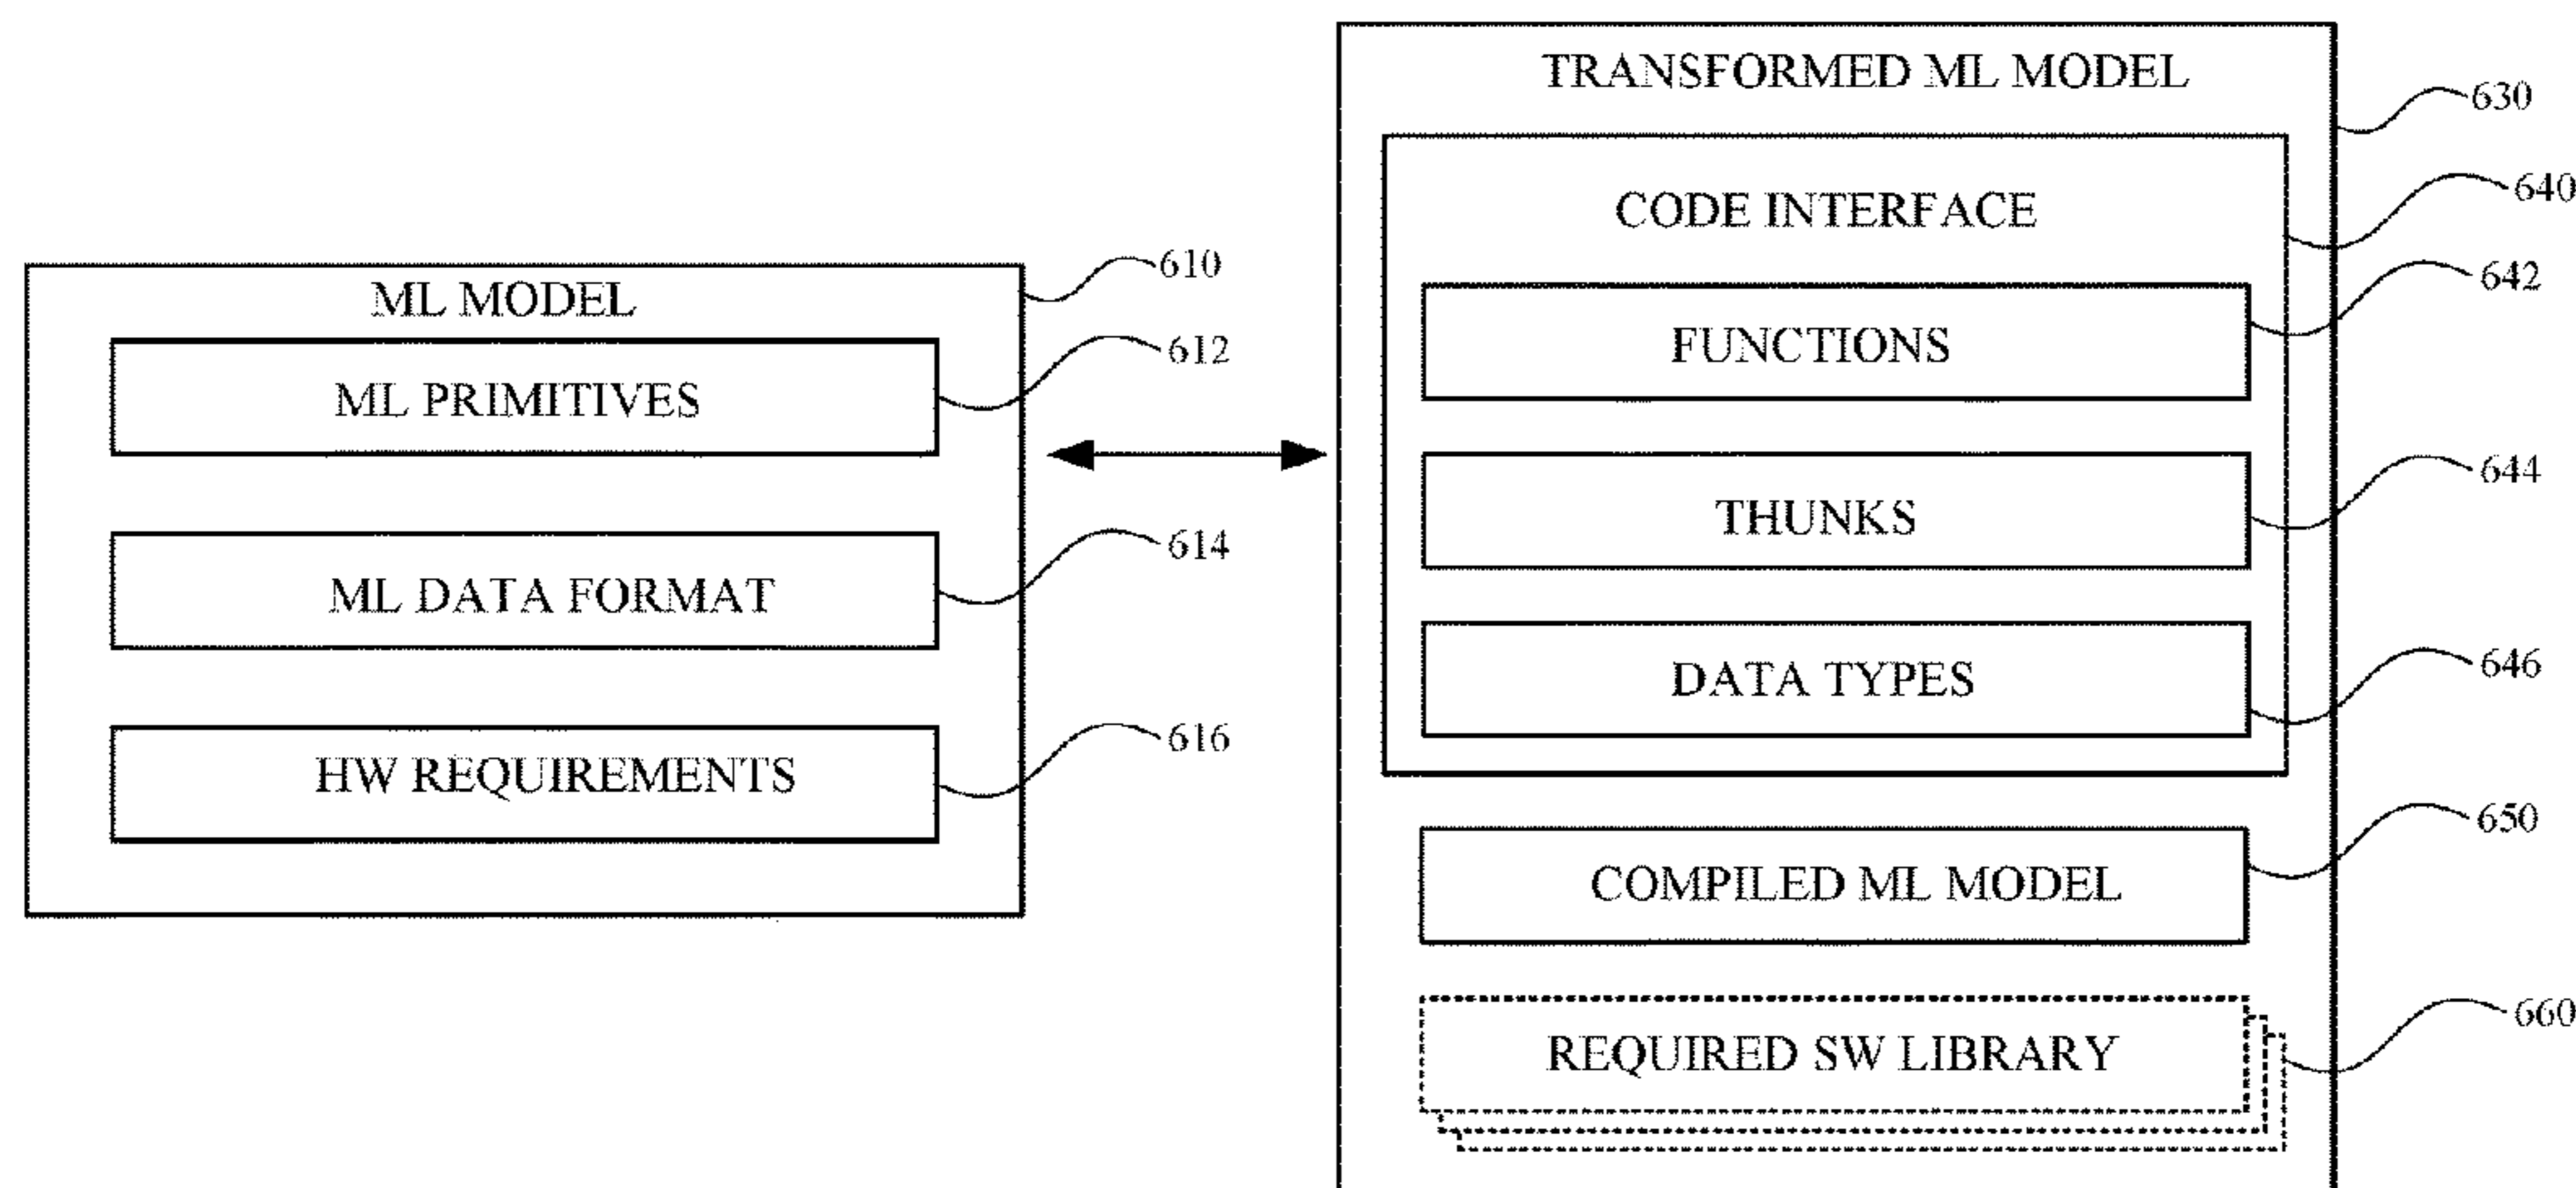 ML MODEL
610
ML PRIMITIVES
612
ML DATA FORMAT
614
HW REQUIREMENTS
616
TRANSFORMED ML MODEL
630
CODE INTERFACE
640
FUNCTIONS
642
THUNKS
644
DATA TYPES
646
COMPILED ML MODEL
650
REQUIRED SW LIBRARY
660